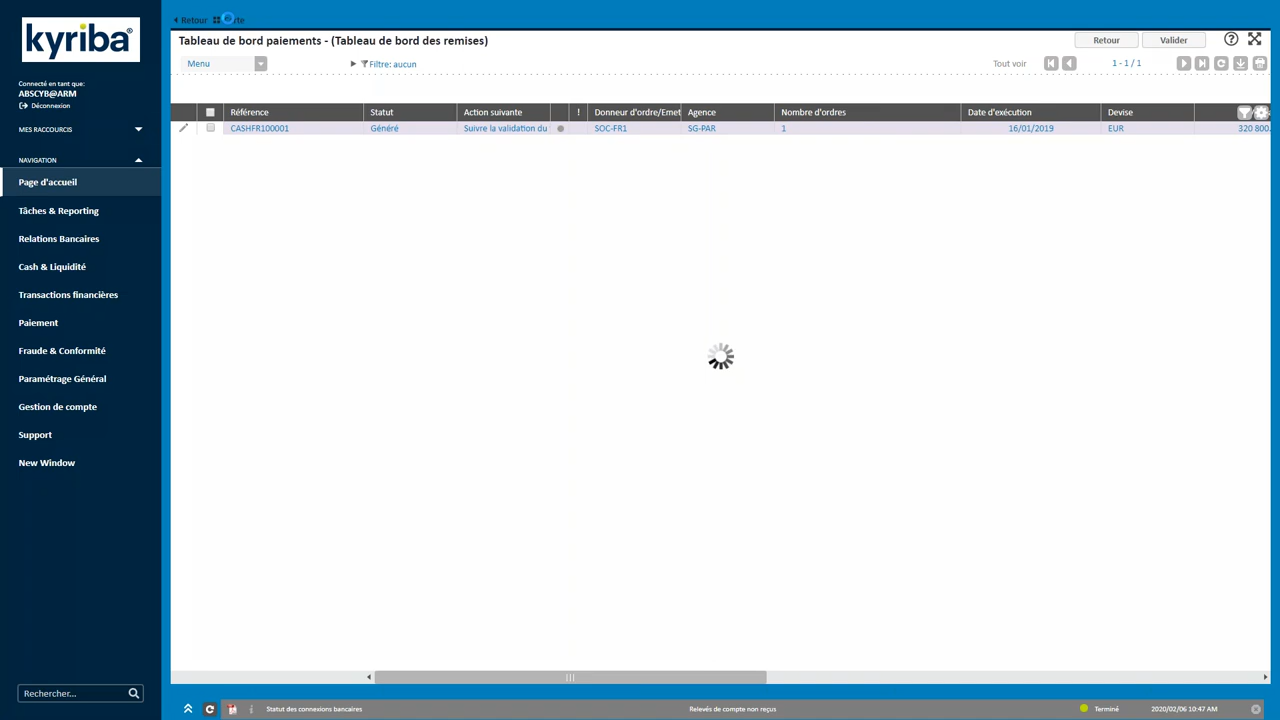 Retour
kyriba
Tableau de bord paiements - (Tableau de bord des remises)
Retour Valider
Menu
Filtre: aucun
Tout voir
1 - 1 / 1
Connecté en tant que:
ABSCYB@ARM
Déconnexion
MES RACCOURCIS
NAVIGATION
Page d'accueil
Tâches & Reporting
Relations Bancaires
Cash & Liquidité
Transactions financières
Paiement
Fraude & Conformité
Paramétrage Général
Gestion de compte
Support
New Window
Rechercher...
Référence Statut Action suivante ! Donneur d'ordre/Emet Agence Nombre d'ordres Date d'exécution Devise
CASHFR100001 Généré Suivre la validation du SOC-FR1 SG-PAR 1 16/01/2019 EUR 320 800.
Statut des connexions bancaires Relevés de compte non reçus Terminé 2020/02/06 10:47 AM